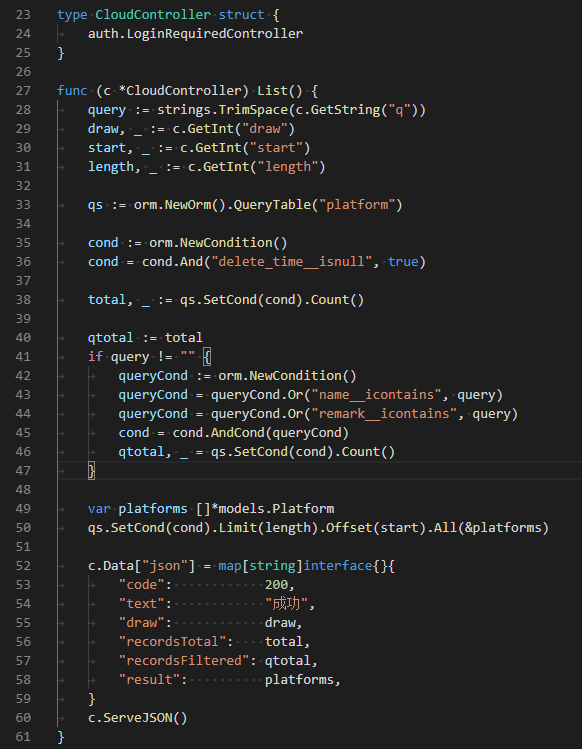 23 type CloudController struct {
24     auth.LoginRequiredController
25 }
26
27 func (c *CloudController) List() {
28     query := strings.TrimSpace(c.GetString("q"))
29     draw, _ := c.GetInt("draw")
30     start, _ := c.GetInt("start")
31     length, _ := c.GetInt("length")
32
33     qs := orm.NewOrm().QueryTable("platform")
34
35     cond := orm.NewCondition()
36     cond = cond.And("delete_time__isnull", true)
37
38     total, _ := qs.SetCond(cond).Count()
39
40     qtotal := total
41     if query != "" {
42         queryCond := orm.NewCondition()
43         queryCond = queryCond.Or("name__icontains", query)
44         queryCond = queryCond.Or("remark__icontains", query)
45         cond = cond.AndCond(queryCond)
46         qtotal, _ = qs.SetCond(cond).Count()
47     }
48
49     var platforms []*models.Platform
50     qs.SetCond(cond).Limit(length).Offset(start).All(&platforms)
51
52     c.Data["json"] = map[string]interface{}{
53         "code":            200,
54         "text":            "成功",
55         "draw":            draw,
56         "recordsTotal":    total,
57         "recordsFiltered": qtotal,
58         "result":          platforms,
59     }
60     c.ServeJSON()
61 }